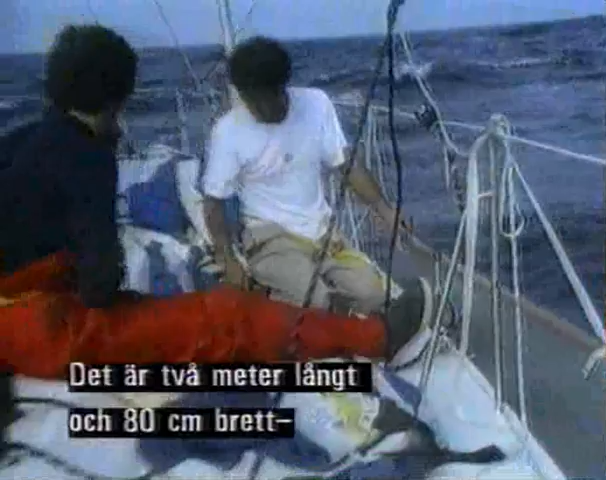 Det är två meter långt
och 80 cm brett–